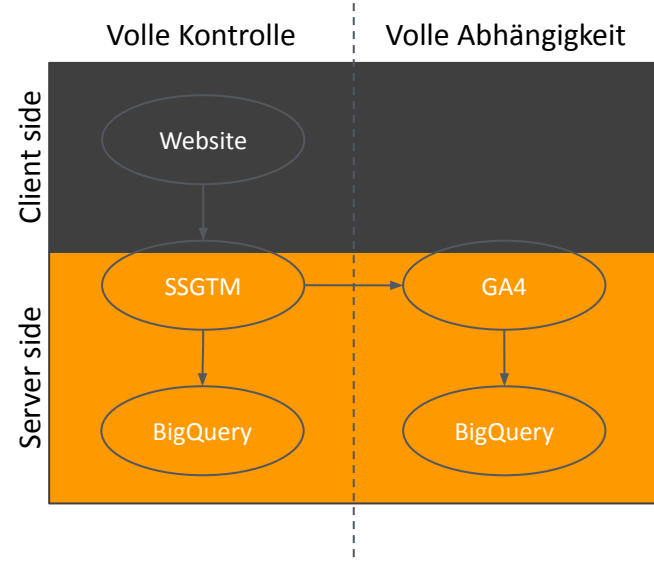 Volle Kontrolle
Volle Abhängigkeit
Client side
Website
Server side
SSGTM
GA4
BigQuery
BigQuery